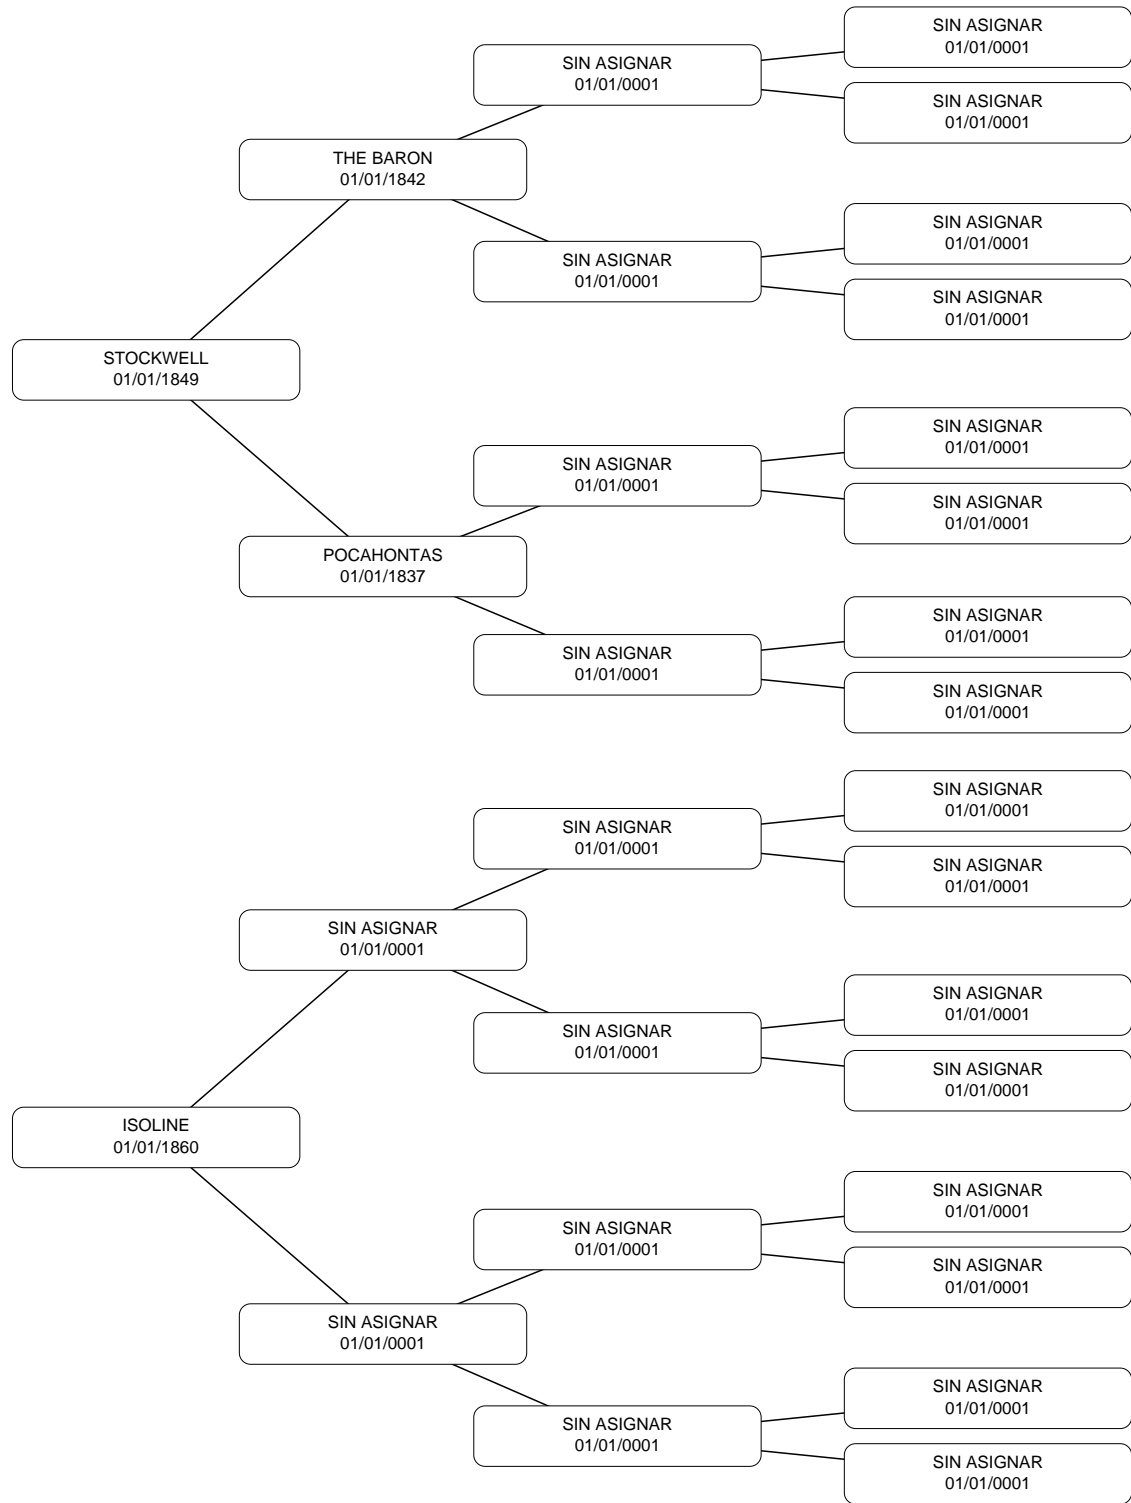 SIN ASIGNAR
01/01/0001
SIN ASIGNAR
01/01/0001
SIN ASIGNAR
01/01/0001
THE BARON
01/01/1842
SIN ASIGNAR
01/01/0001
SIN ASIGNAR
01/01/0001
SIN ASIGNAR
01/01/0001
STOCKWELL
01/01/1849
SIN ASIGNAR
01/01/0001
SIN ASIGNAR
01/01/0001
SIN ASIGNAR
01/01/0001
POCAHONTAS
01/01/1837
SIN ASIGNAR
01/01/0001
SIN ASIGNAR
01/01/0001
SIN ASIGNAR
01/01/0001
SIN ASIGNAR
01/01/0001
SIN ASIGNAR
01/01/0001
SIN ASIGNAR
01/01/0001
SIN ASIGNAR
01/01/0001
SIN ASIGNAR
01/01/0001
SIN ASIGNAR
01/01/0001
SIN ASIGNAR
01/01/0001
ISOLINE
01/01/1860
SIN ASIGNAR
01/01/0001
SIN ASIGNAR
01/01/0001
SIN ASIGNAR
01/01/0001
SIN ASIGNAR
01/01/0001
SIN ASIGNAR
01/01/0001
SIN ASIGNAR
01/01/0001
SIN ASIGNAR
01/01/0001